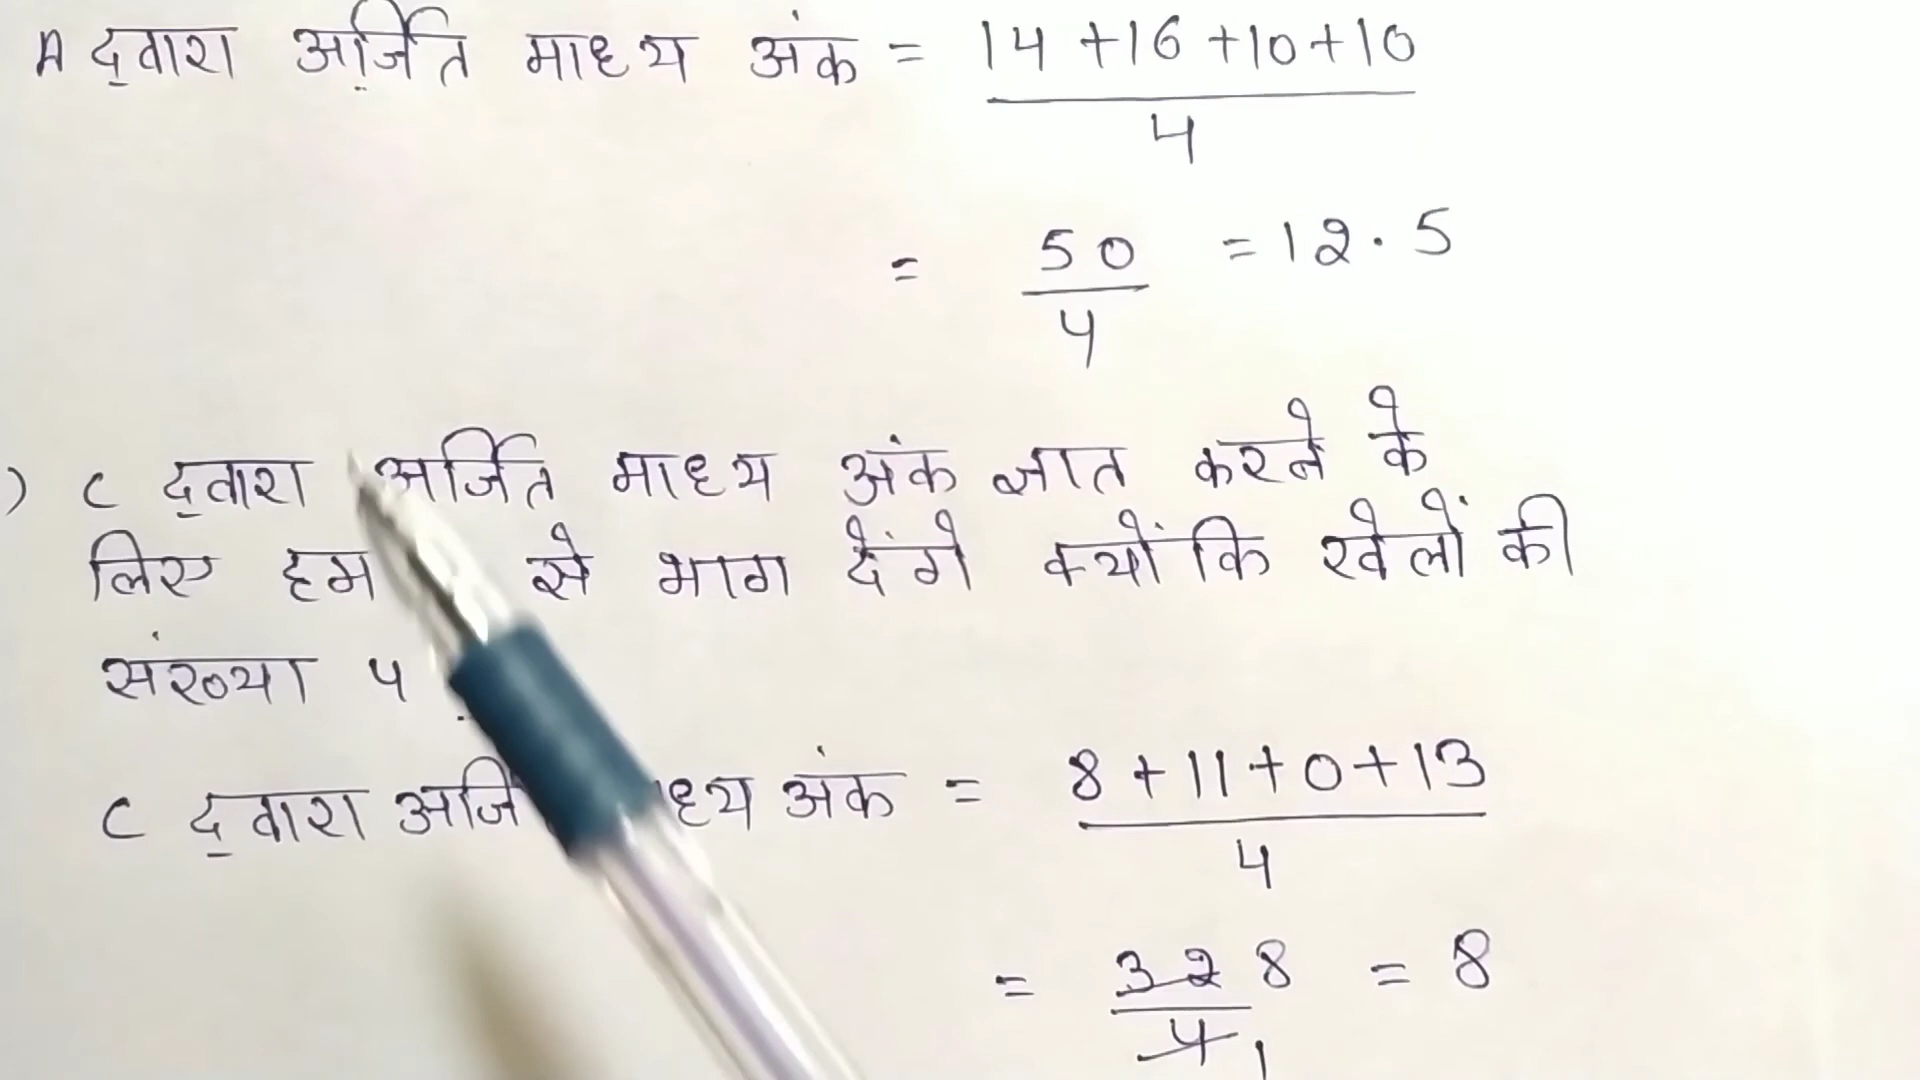 A द्वारा अर्जित माध्य अंक = 14 +16 +10+10
4
= 50 = 12.5
4
) C द्वारा अर्जित माध्य अंक ज्ञात करने के
लिए हम से भाग देंगे क्योंकि खेलों की
संख्या 4
C द्वारा अंक = 8+11+0+13
4
= 32 8 = 8
4 1